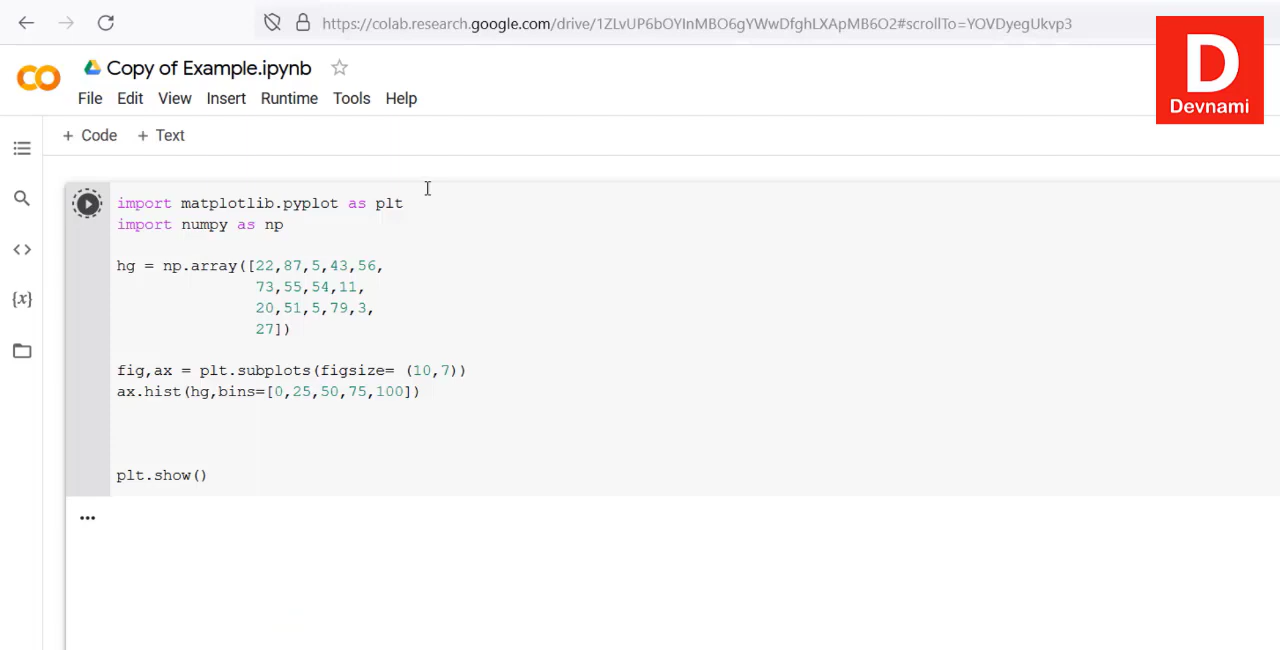 https://colab.research.google.com/drive/1ZLvUP6bOYInMBO6gYWwDfghLXApMB6O2#scrollTo=YOVDyegUkvp3
D
Devnami
CO
Copy of Example.ipynb
File Edit View Insert Runtime Tools Help
+ Code + Text
import matplotlib.pyplot as plt
import numpy as np
hg = np.array([22,87,5,43,56,
73,55,54,11,
20,51,5,79,3,
27])
fig,ax = plt.subplots(figsize= (10,7))
ax.hist(hg,bins=[0,25,50,75,100])
plt.show()
{x}